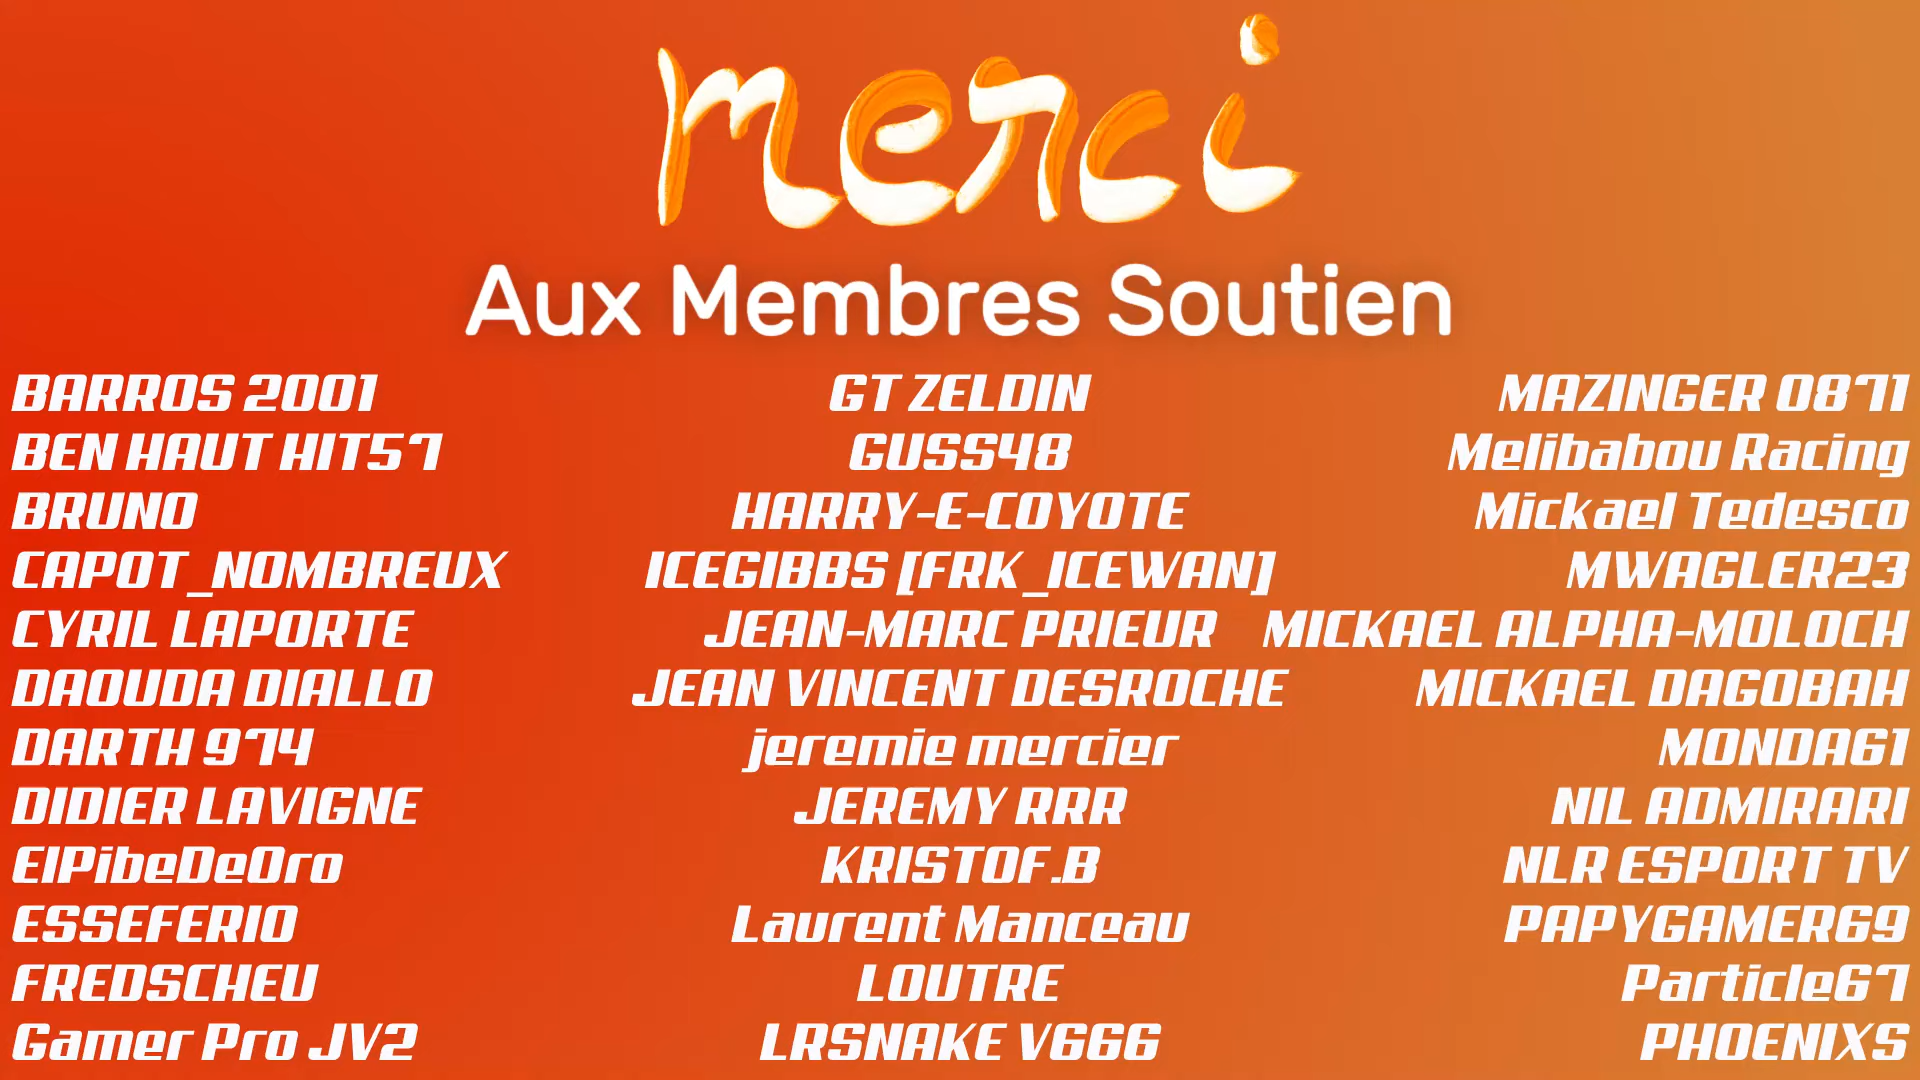 merci
Aux Membres Soutien
BARROS 2001
BEN HAUT HIT57
BRUNO
CAPOT_NOMBREUX
CYRIL LAPORTE
DAOUDA DIALLO
DARTH 974
DIDIER LAVIGNE
ElPibeDeOro
ESSEFERIO
FREDSCHEU
Gamer Pro JV2
GT ZELDIN
GUSS48
HARRY-E-COYOTE
ICEGIBBS [FRK_ICEWAN]
JEAN-MARC PRIEUR
JEAN VINCENT DESROCHE
jeremie mercier
JEREMY RRR
KRISTOF.B
Laurent Manceau
LOUTRE
LRSNAKE V666
MAZINGER 0871
Melibabou Racing
Mickael Tedesco
MWAGLER23
MICKAEL ALPHA-MOLOCH
MICKAEL DAGOBAH
MONDA61
NIL ADMIRARI
NLR ESPORT TV
PAPYGAMER69
Particle67
PHOENIXS